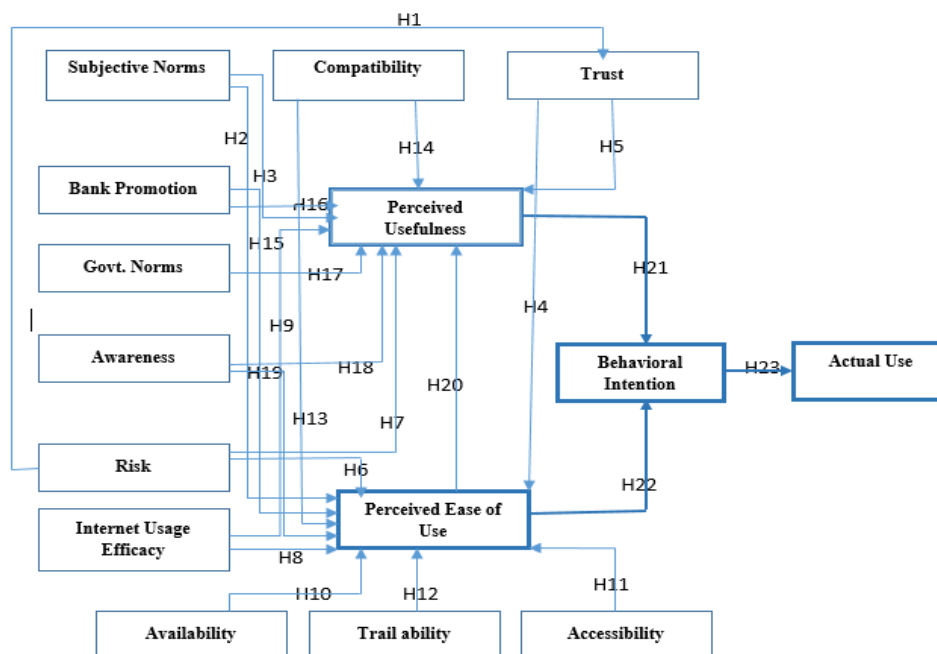 H1
Subjective Norms
Compatibility
Trust
H2
H14
H5
H3
Bank Promotion
H16
Perceived
Usefulness
H15
Govt. Norms
H17
H21
H4
H9
Awareness
H18
H19
H20
Behavioral
Intention
H23
Actual Use
H13
H7
Risk
H6
H22
Perceived Ease of
Use
Internet Usage
Efficacy
H8
H10
H12
H11
Availability
Trail ability
Accessibility